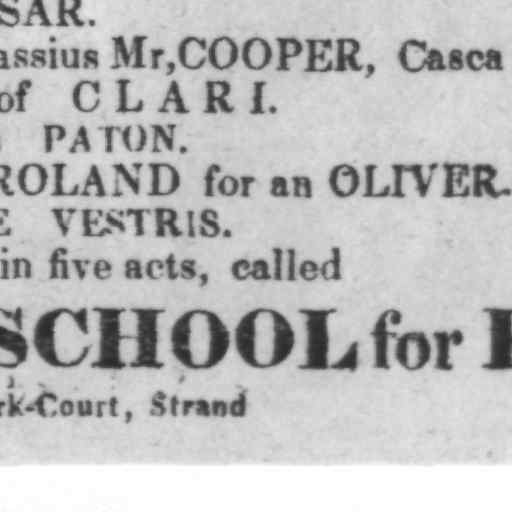 SAR.
assius Mr,COOPER, Casca
of CLARI.
PATON.
ROLAND for an OLIVER.
E VESTRIS.
in five acts, called
SCHOOL for
rk-Court, Strand